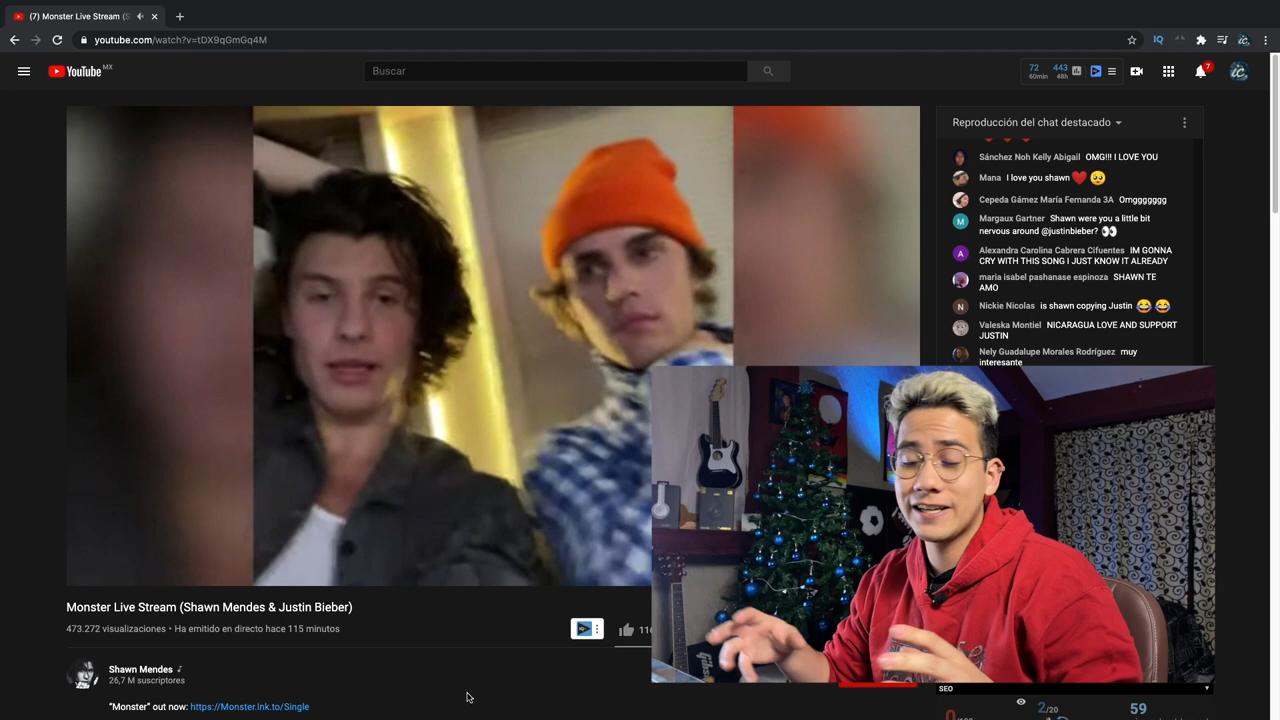 (7) Monster Live Stream (S
youtube.com/watch?v=tDX9qGmGq4M
IQ
YouTube MX
Buscar
72
60min
443
48h
7
ic.
Reproducción del chat destacado
Sánchez Noh Kelly Abigail OMG!!! I LOVE YOU
Mana I love you shawn
Cepeda Gámez María Fernanda 3A Omggggggg
M Margaux Gartner Shawn were you a little bit
nervous around @justinbieber?
A Alexandra Carolina Cabrera Cifuentes IM GONNA
CRY WITH THIS SONG I JUST KNOW IT ALREADY
maria isabel pashanase espinoza SHAWN TE
AMO
N Nickie Nicolas is shawn copying Justin
Valeska Montiel NICARAGUA LOVE AND SUPPORT
JUSTIN
Nely Guadalupe Morales Rodríguez muy
interesante
Gibson
Monster Live Stream (Shawn Mendes & Justin Bieber)
473.272 visualizaciones • Ha emitido en directo hace 115 minutos
Shawn Mendes
26,7 M suscriptores
“Monster” out now: https://Monster.lnk.to/Single
SEO
2/20
59